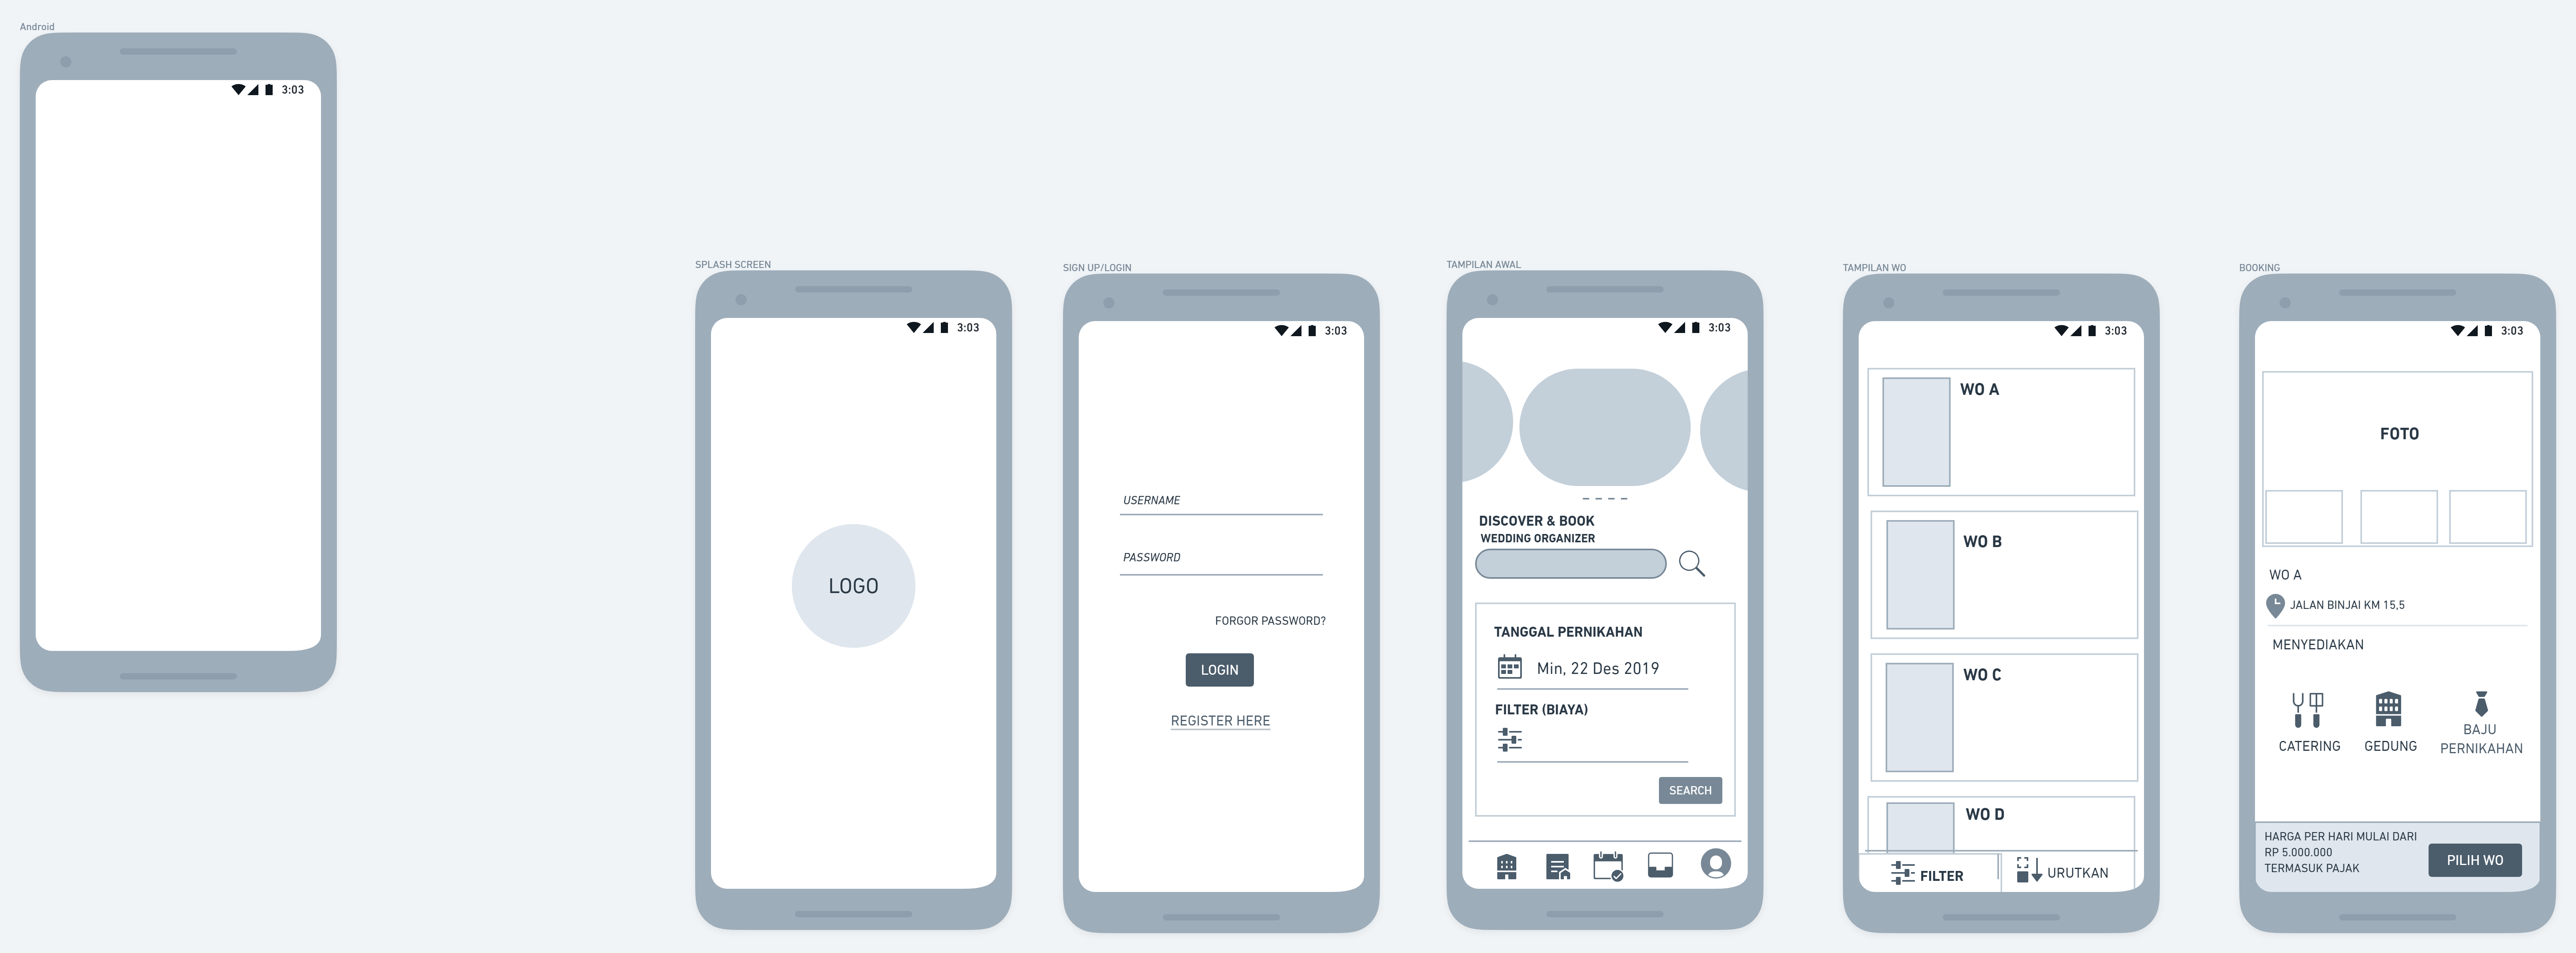 Android
3:03
SPLASH SCREEN
3:03
LOGO
SIGN UP/LOGIN
3:03
USERNAME
PASSWORD
FORGOR PASSWORD?
LOGIN
REGISTER HERE
TAMPILAN AWAL
3:03
DISCOVER & BOOK
WEDDING ORGANIZER
TANGGAL PERNIKAHAN
Min, 22 Des 2019
FILTER (BIAYA)
SEARCH
TAMPILAN WO
3:03
WO A
WO B
WO C
WO D
FILTER
URUTKAN
BOOKING
3:03
FOTO
WO A
JALAN BINJAI KM 15,5
MENYEDIAKAN
CATERING
GEDUNG
BAJU
PERNIKAHAN
HARGA PER HARI MULAI DARI
RP 5.000.000
TERMASUK PAJAK
PILIH WO